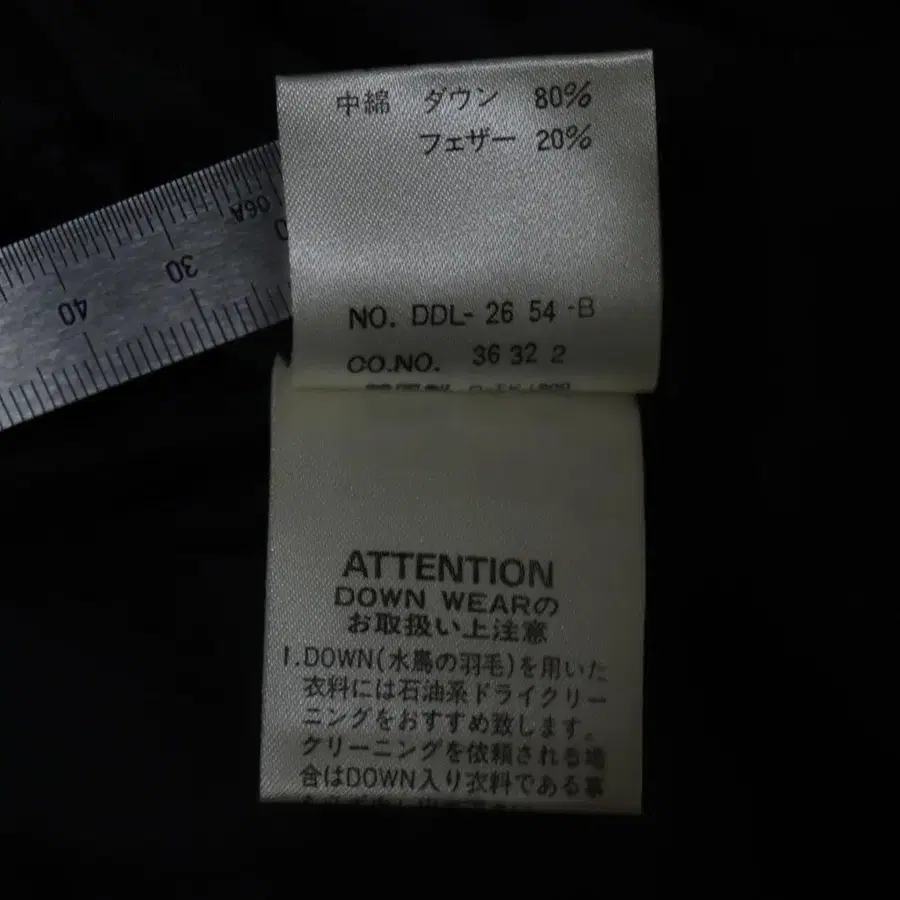 中綿 ダウン 80%
フェザー 20%
NO. DDL- 26 54 -B
CO.NO. 36 32 2
ATTENTION
DOWN WEARの
お取扱い上注意
1.DOWN(水鳥の羽毛)を用いた
衣料には石油系ドライクリー
ニングをおすすめ致します。
クリーニングを依頼される場
合はDOWN入り衣料である事
06A
30
40